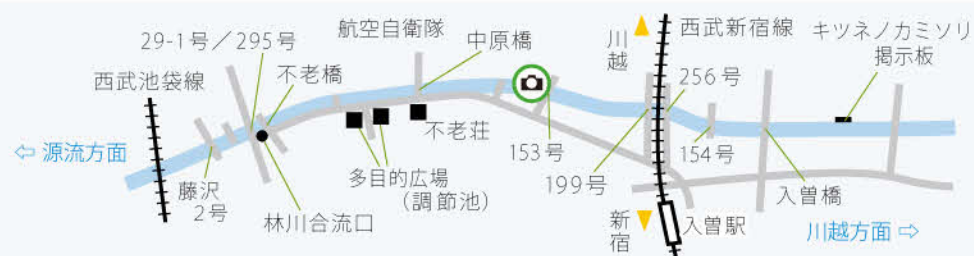 29-1号／295号
航空自衛隊
中原橋
川越
西武新宿線
キツネノカミソリ
掲示板
西武池袋線
不老橋
256号
⇦ 源流方面
藤沢
2号
林川合流口
多目的広場
（調節池）
不老荘
153号
199号
154号
入曽橋
新宿
入曽駅
川越方面 ⇨